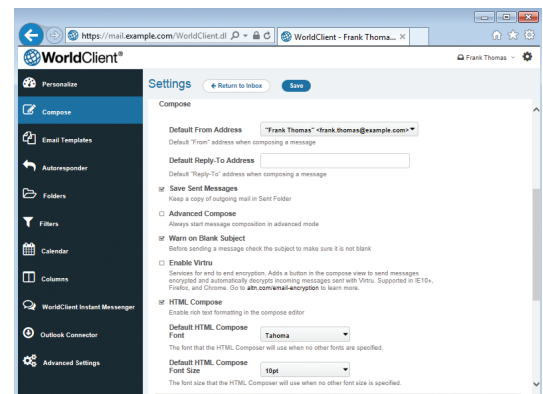 https://mail.example.com/WorldClient.dl
WorldClient - Frank Thoma...
WorldClient®
Frank Thomas
Personalize
Compose
Email Templates
Autoresponder
Folders
Filters
Calendar
Columns
WorldClient Instant Messenger
Outlook Connector
Advanced Settings
Settings
Return to Inbox
Save
Compose
Default From Address
"Frank Thomas" <frank.thomas@example.com>
Default "From" address when composing a message
Default Reply-To Address
Default "Reply-To" address when composing a message
Save Sent Messages
Keep a copy of outgoing mail in Sent Folder
Advanced Compose
Always start message composition in advanced mode
Warn on Blank Subject
Before sending a message check the subject to make sure it is not blank
Enable Virtru
Services for end to end encryption. Adds a button in the compose view to send messages
encrypted and automatically decrypts incoming messages sent with Virtru. Supported in IE10+,
Firefox, and Chrome. Go to altn.com/email-encryption to learn more.
HTML Compose
Enable rich text formatting in the compose editor
Default HTML Compose
Font
Tahoma
The font that the HTML Composer will use when no other fonts are specified.
Default HTML Compose
Font Size
10pt
The font size that the HTML Composer will use when no other font size is specified.